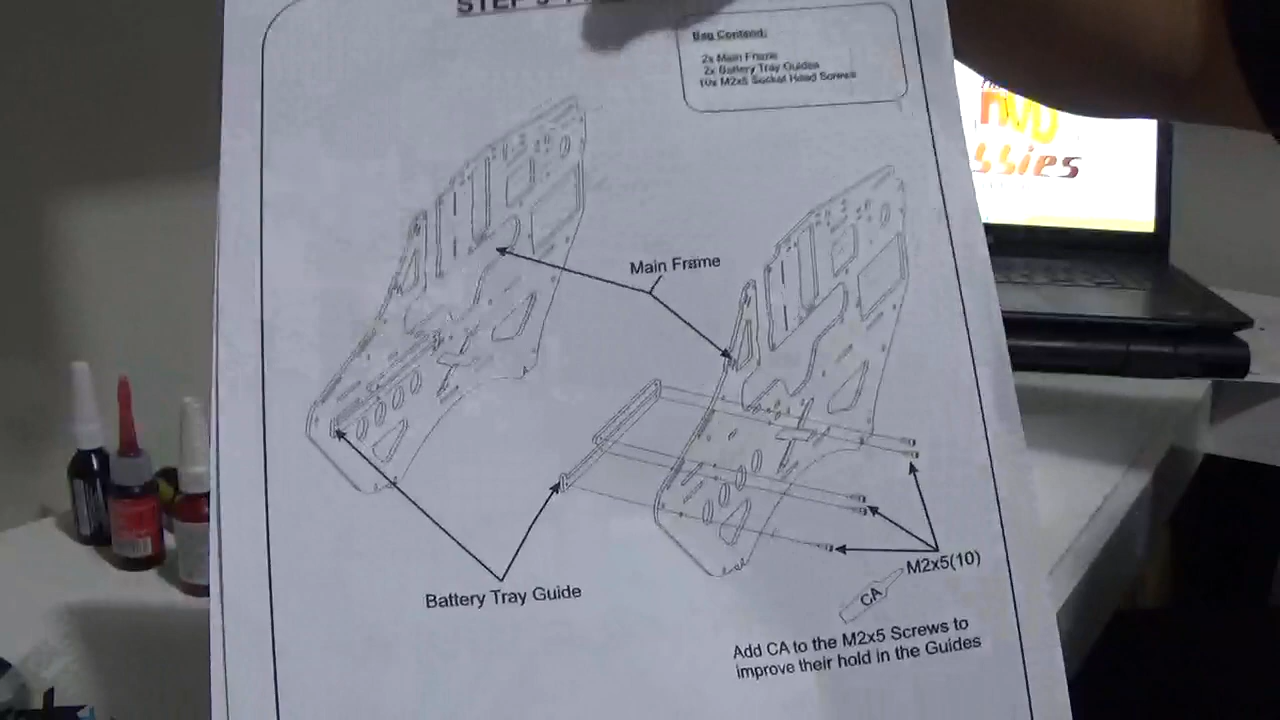 STEP
Bag Content:
2x Main Frame
2x Battery Tray Guides
10x M2x5 Socket Head Screws
Main Frame
M2x5(10)
CA
Battery Tray Guide
Add CA to the M2x5 Screws to
improve their hold in the Guides